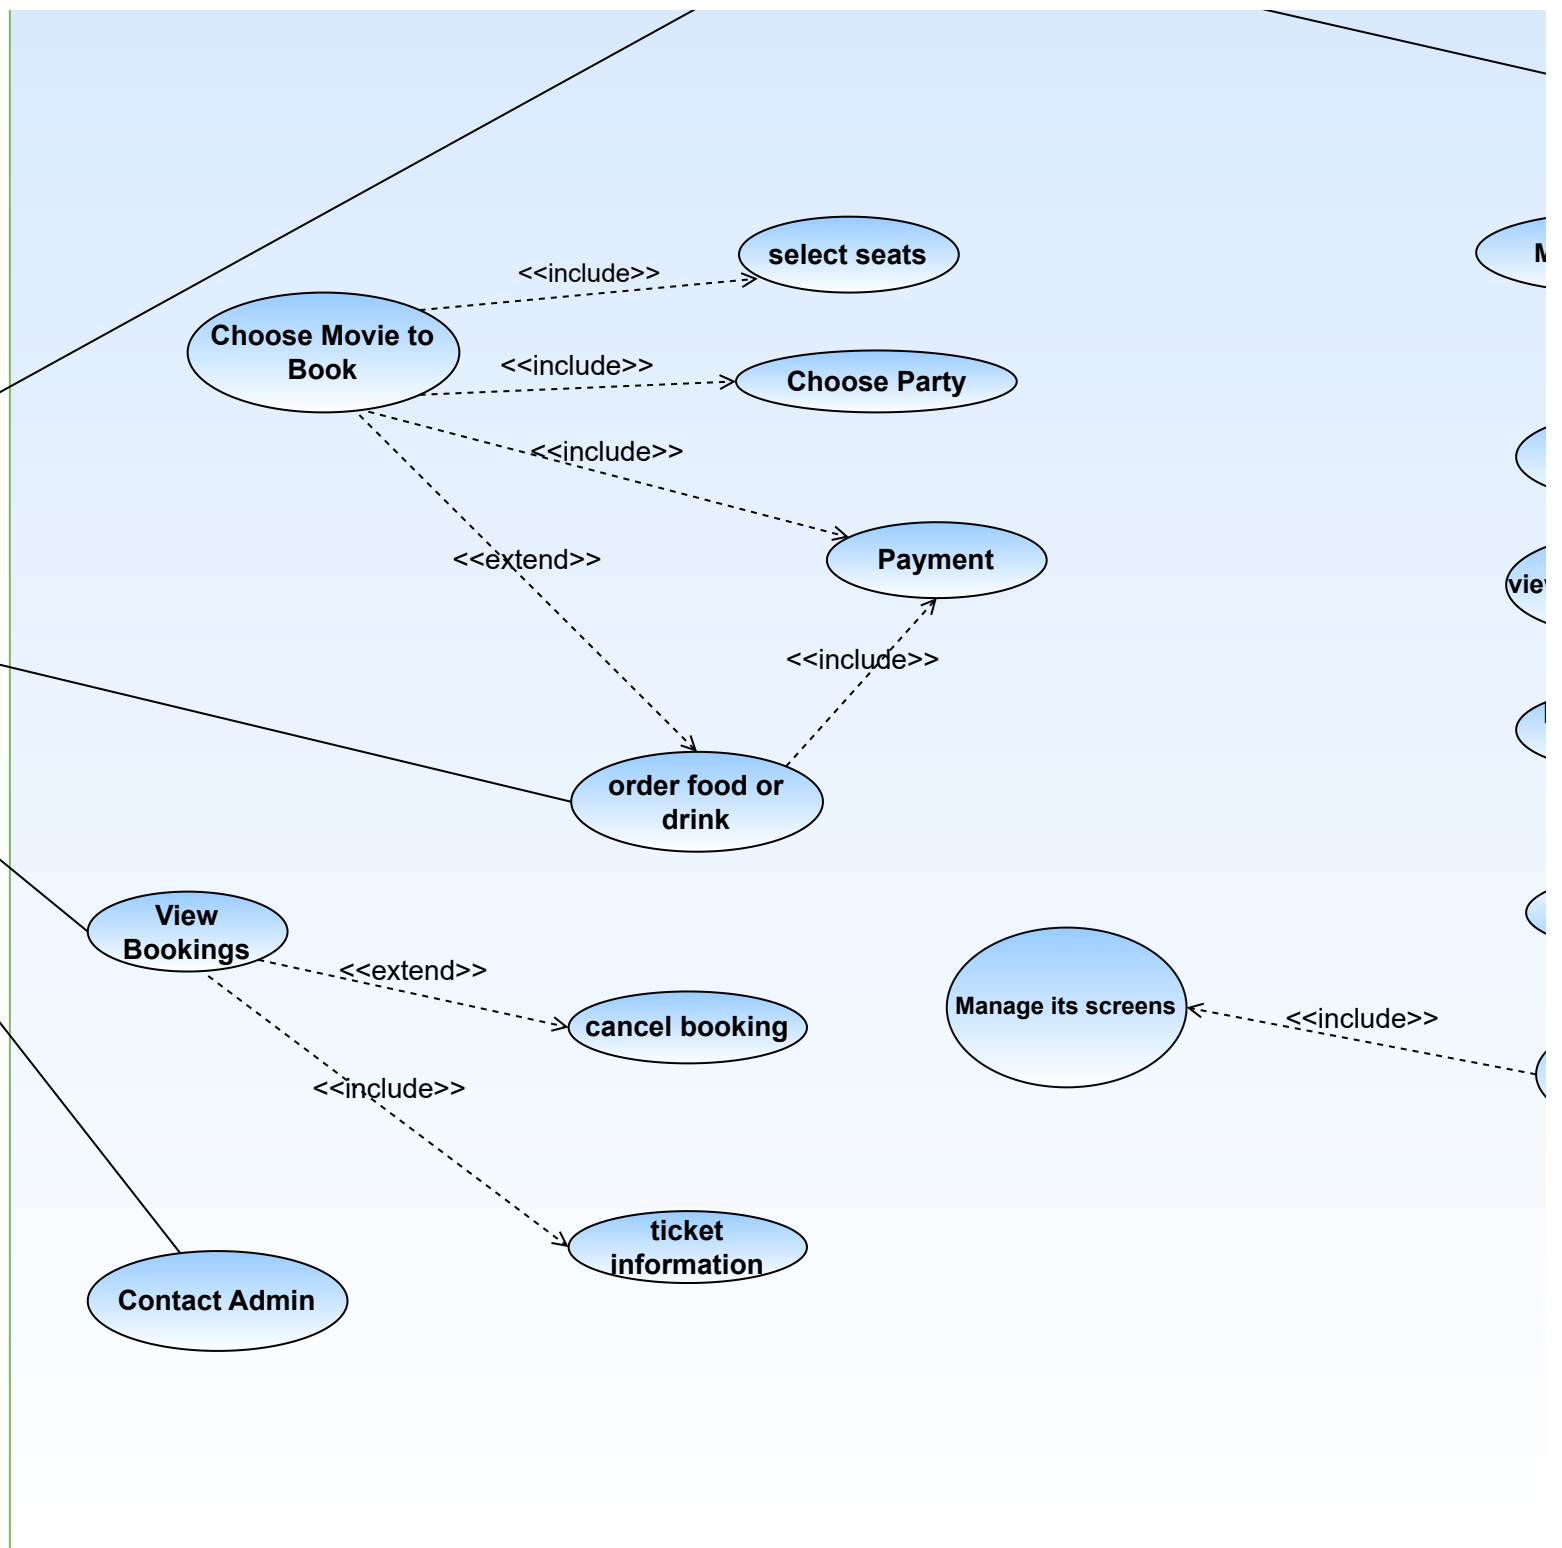 select seats
<<include>>
Choose Movie to
Book
<<include>>
Choose Party
<<include>>
<<extend>>
Payment
<<include>>
order food or
drink
View
Bookings
<<extend>>
cancel booking
Manage its screens
<<include>>
<<include>>
ticket
information
Contact Admin